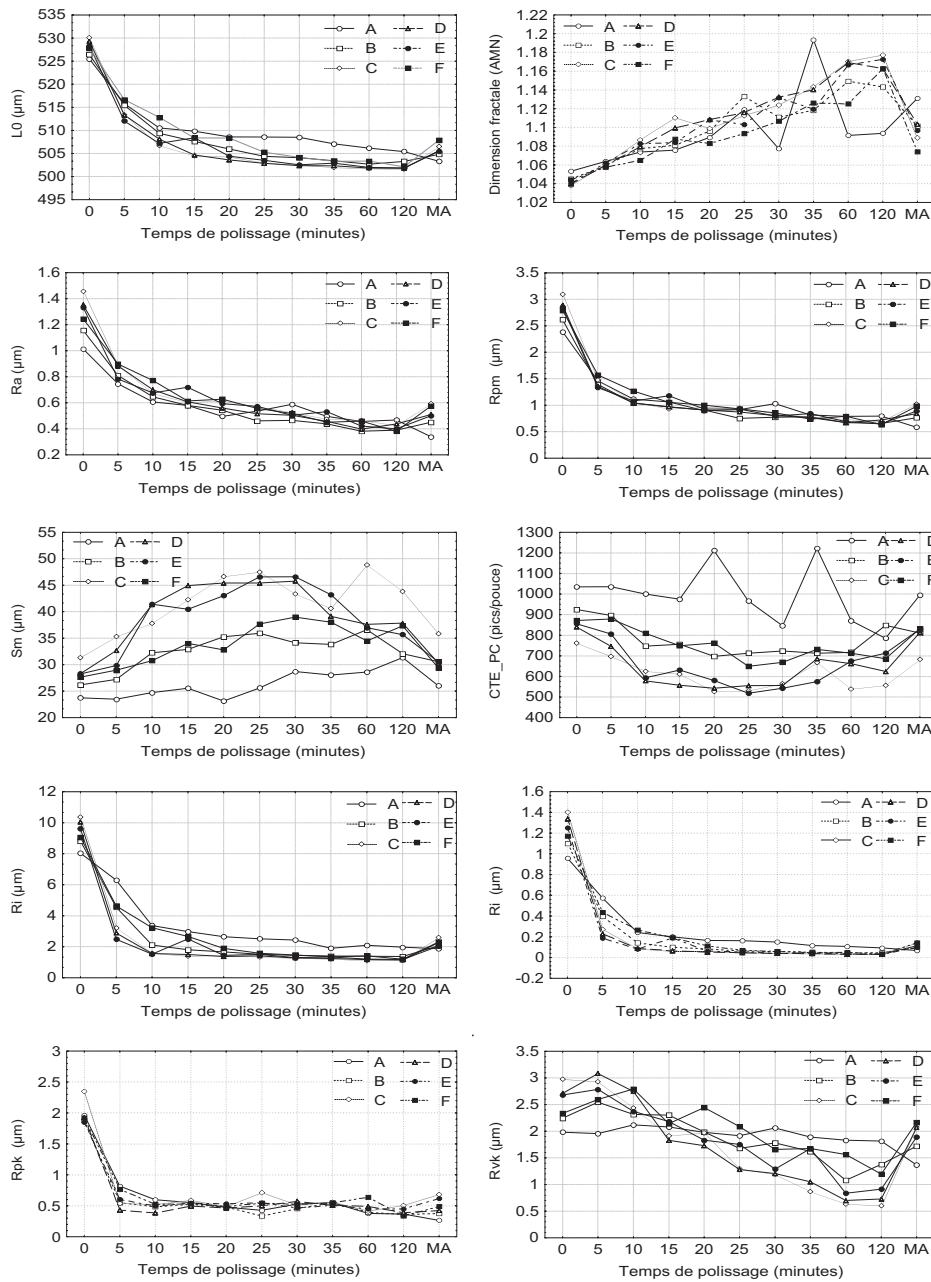 535
530
525
520
515
510
505
500
495
L0 (µm)
0 5 10 15 20 25 30 35 60 120 MA
Temps de polissage (minutes)
A D
B E
C F
1.22
1.2
1.18
1.16
1.14
1.12
1.1
1.08
1.06
1.04
1.02
Dimension fractale (AMN)
0 5 10 15 20 25 30 35 60 120 MA
Temps de polissage (minutes)
A D
B E
C F
1.6
1.4
1.2
1
0.8
0.6
0.4
0.2
Ra (µm)
0 5 10 15 20 25 30 35 60 120 MA
Temps de polissage (minutes)
A D
B E
C F
3.5
3
2.5
2
1.5
1
0.5
0
Rpm (µm)
0 5 10 15 20 25 30 35 60 120 MA
Temps de polissage (minutes)
A D
B E
C F
55
50
45
40
35
30
25
20
Sm (µm)
0 5 10 15 20 25 30 35 60 120 MA
Temps de polissage (minutes)
A D
B E
C F
1300
1200
1100
1000
900
800
700
600
500
400
CTE_PC (pics/pouce)
0 5 10 15 20 25 30 35 60 120 MA
Temps de polissage (minutes)
A D
B E
C F
12
10
8
6
4
2
0
Ri (µm)
0 5 10 15 20 25 30 35 60 120 MA
Temps de polissage (minutes)
A D
B E
C F
1.6
1.4
1.2
1
0.8
0.6
0.4
0.2
0
-0.2
Ri (µm)
0 5 10 15 20 25 30 35 60 120 MA
Temps de polissage (minutes)
A D
B E
C F
3
2.5
2
1.5
1
0.5
0
Rpk (µm)
0 5 10 15 20 25 30 35 60 120 MA
Temps de polissage (minutes)
A D
B E
C F
3.5
3
2.5
2
1.5
1
0.5
0
Rvk (µm)
0 5 10 15 20 25 30 35 60 120 MA
Temps de polissage (minutes)
A D
B E
C F